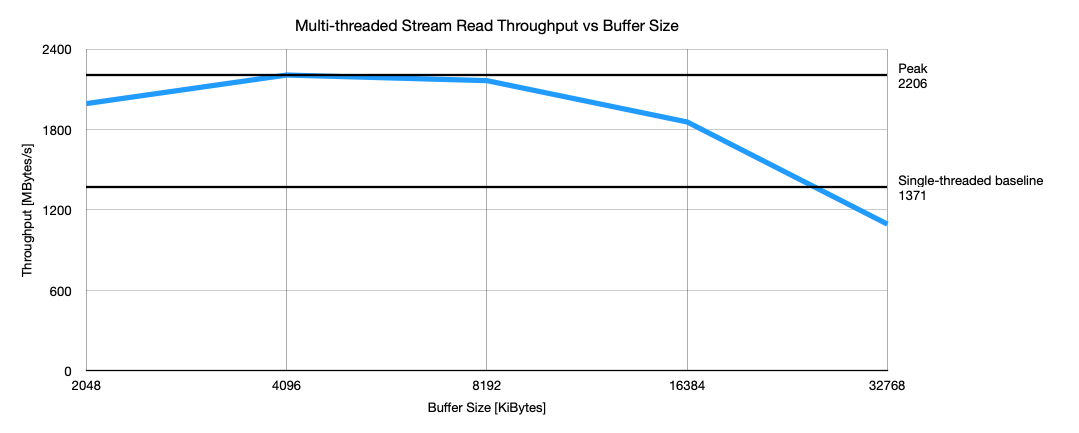 Multi-threaded Stream Read Throughput vs Buffer Size
2400
1800
1200
600
0
Throughput [MBytes/s]
Peak
2206
Single-threaded baseline
1371
2048
4096
8192
16384
32768
Buffer Size [KiBytes]